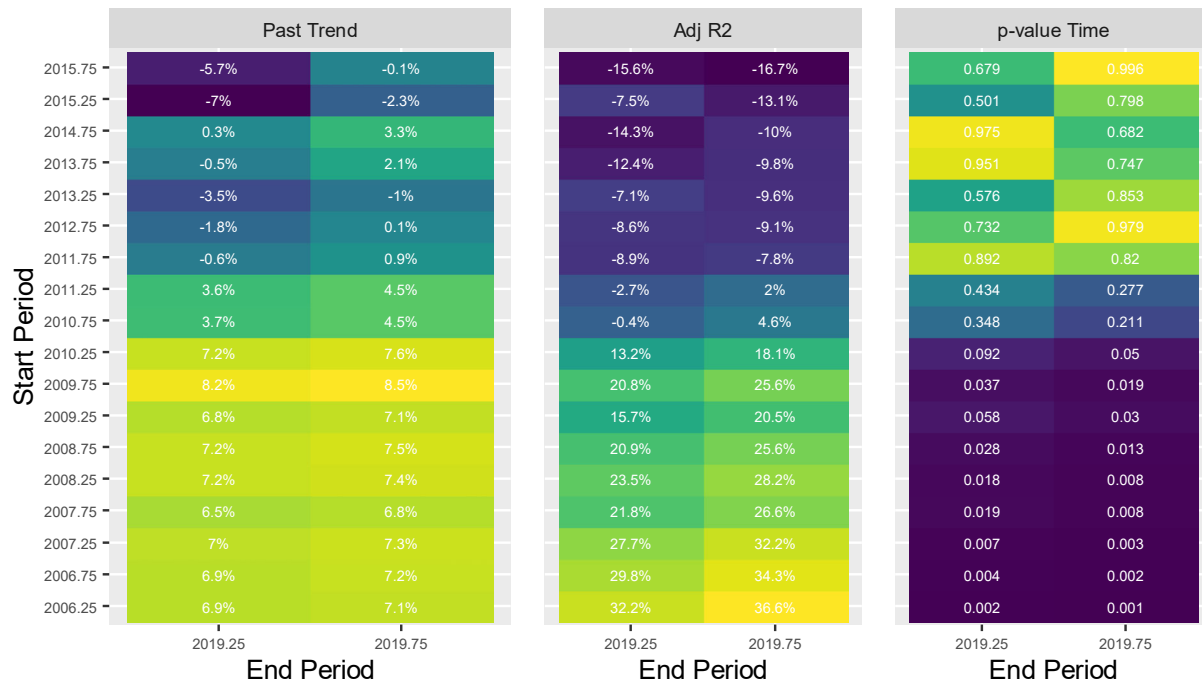 Past Trend Adj R2 p-value Time
2015.75 -5.7% -0.1% -15.6% -16.7% 0.679 0.996
2015.25 -7% -2.3% -7.5% -13.1% 0.501 0.798
2014.75 0.3% 3.3% -14.3% -10% 0.975 0.682
2013.75 -0.5% 2.1% -12.4% -9.8% 0.951 0.747
2013.25 -3.5% -1% -7.1% -9.6% 0.576 0.853
2012.75 -1.8% 0.1% -8.6% -9.1% 0.732 0.979
2011.75 -0.6% 0.9% -8.9% -7.8% 0.892 0.82
2011.25 3.6% 4.5% -2.7% 2% 0.434 0.277
2010.75 3.7% 4.5% -0.4% 4.6% 0.348 0.211
2010.25 7.2% 7.6% 13.2% 18.1% 0.092 0.05
2009.75 8.2% 8.5% 20.8% 25.6% 0.037 0.019
2009.25 6.8% 7.1% 15.7% 20.5% 0.058 0.03
2008.75 7.2% 7.5% 20.9% 25.6% 0.028 0.013
2008.25 7.2% 7.4% 23.5% 28.2% 0.018 0.008
2007.75 6.5% 6.8% 21.8% 26.6% 0.019 0.008
2007.25 7% 7.3% 27.7% 32.2% 0.007 0.003
2006.75 6.9% 7.2% 29.8% 34.3% 0.004 0.002
2006.25 6.9% 7.1% 32.2% 36.6% 0.002 0.001
Start Period
2019.25 2019.75 2019.25 2019.75 2019.25 2019.75
End Period End Period End Period